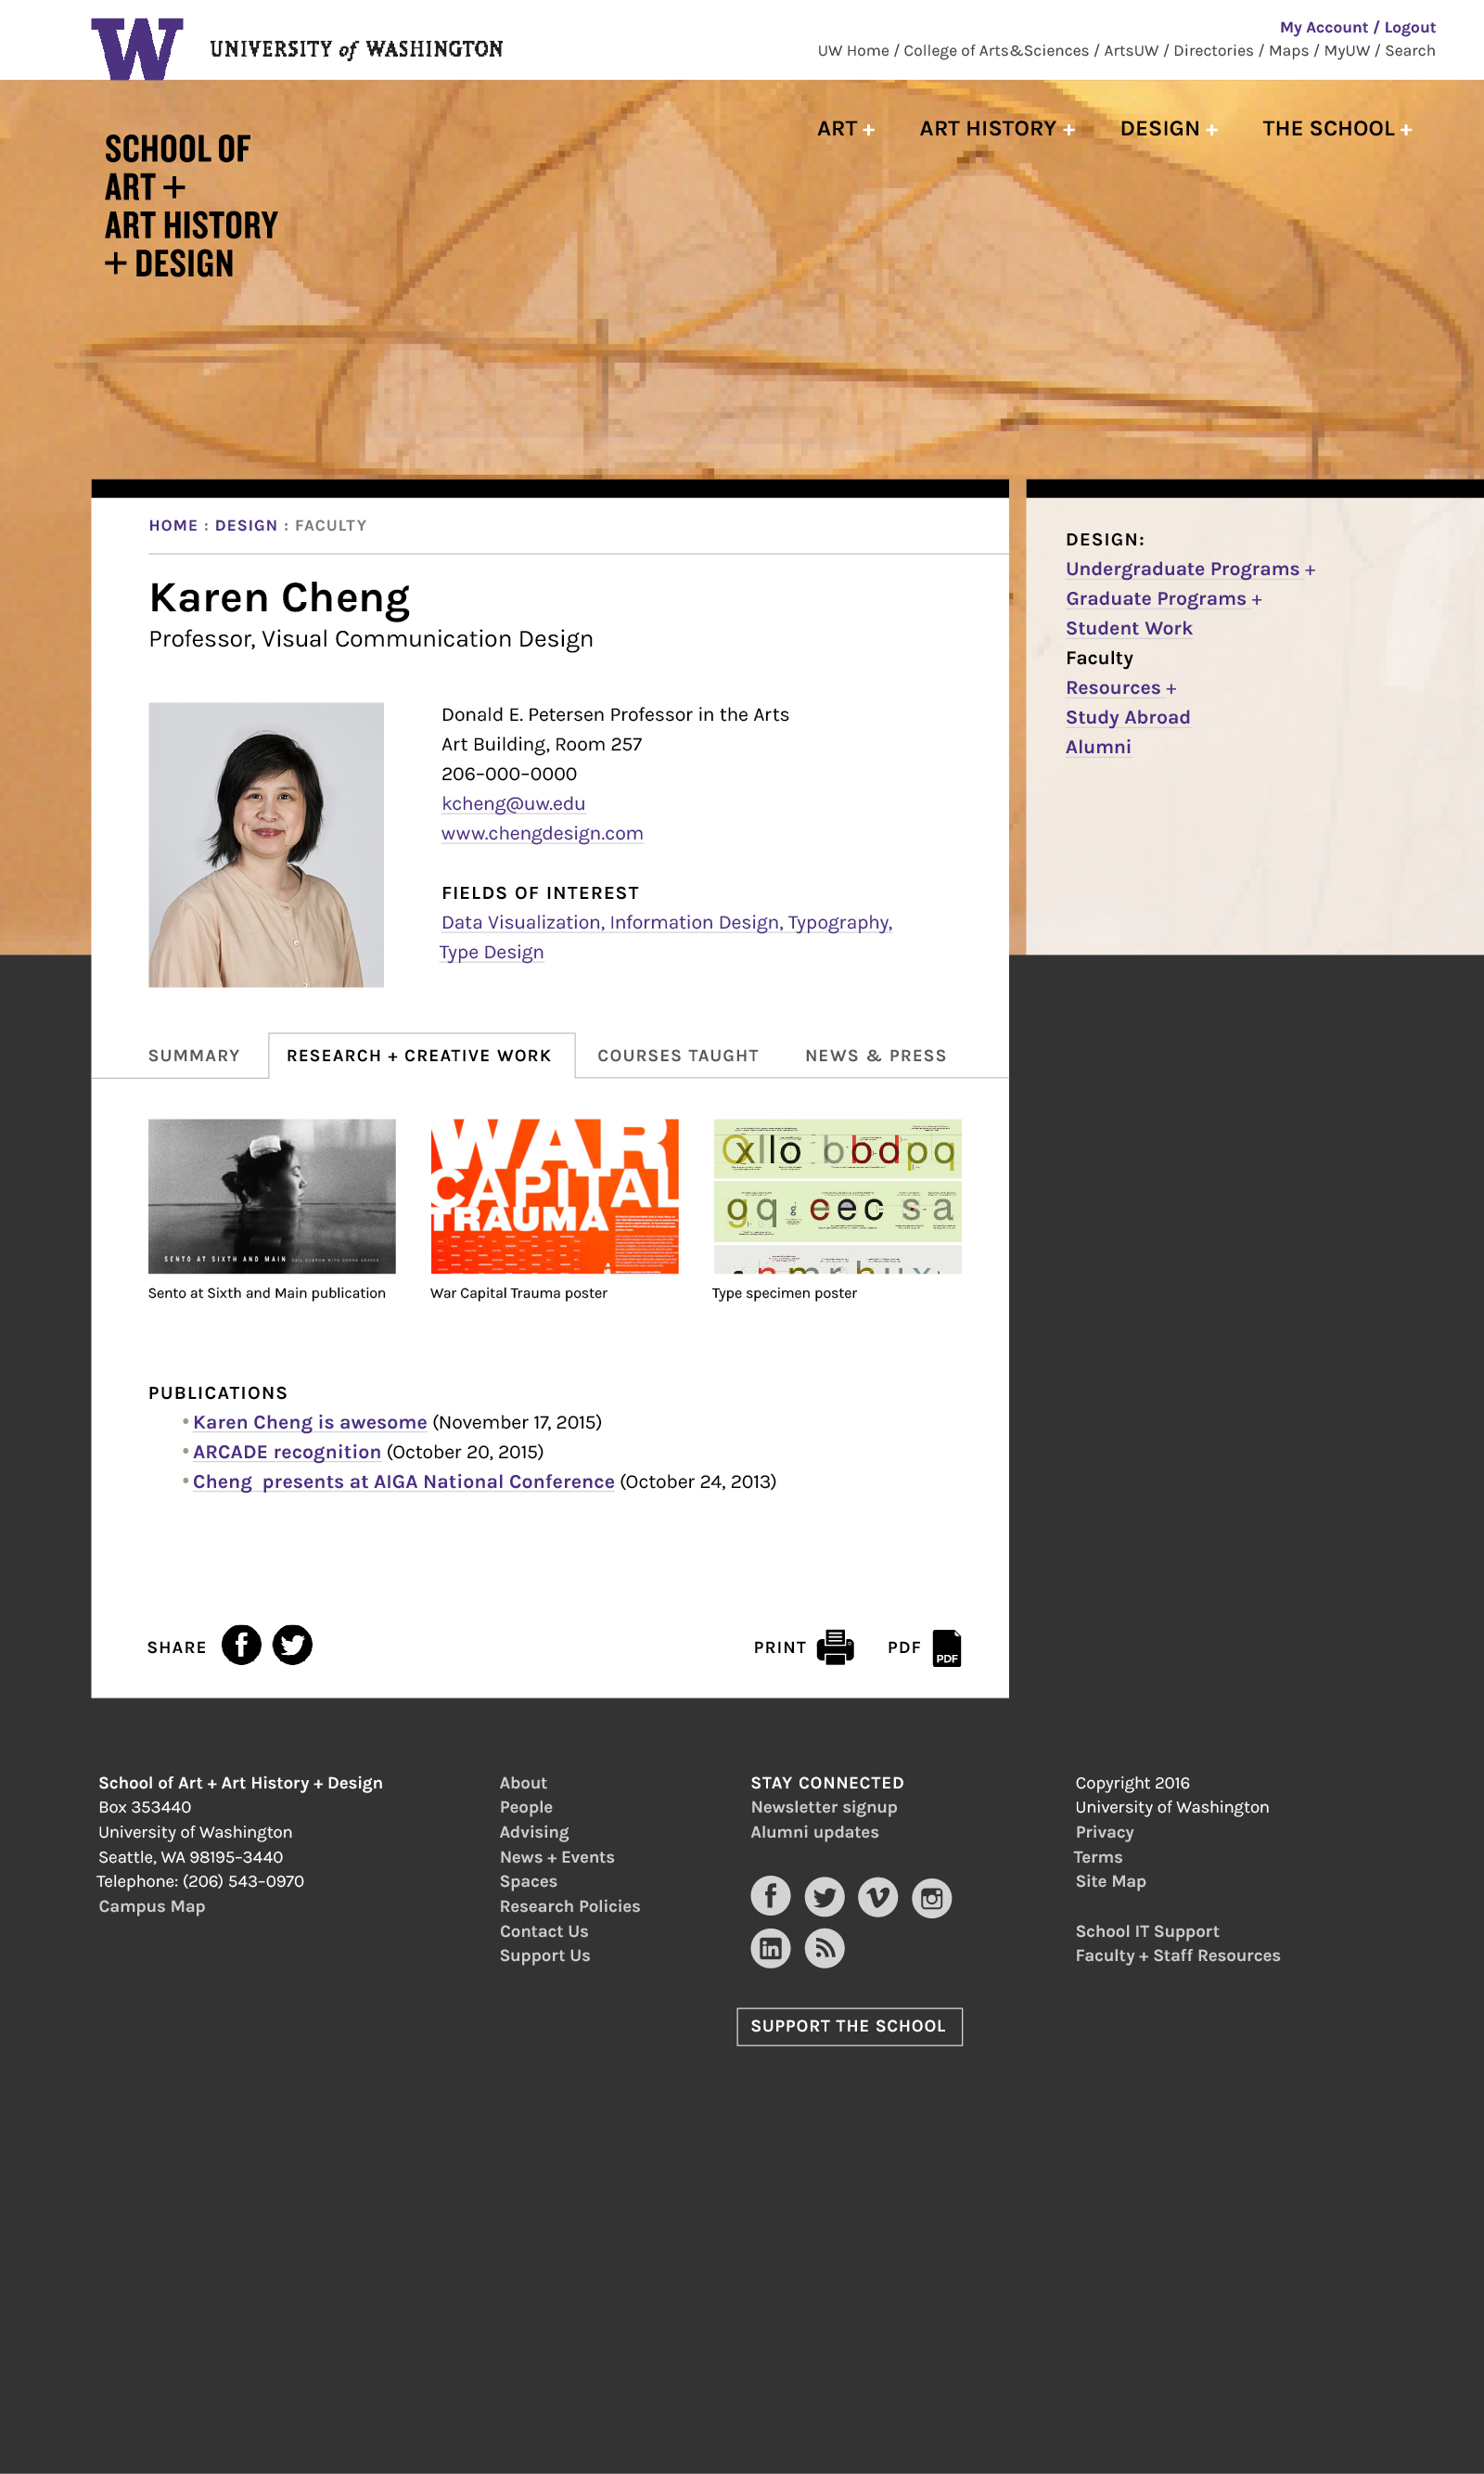 My Account / Logout
W UNIVERSITY of WASHINGTON
UW Home / College of Arts&Sciences / ArtsUW / Directories / Maps / MyUW / Search
ART + ART HISTORY + DESIGN + THE SCHOOL +
SCHOOL OF
ART +
ART HISTORY
+ DESIGN
HOME : DESIGN : FACULTY
Karen Cheng
Professor, Visual Communication Design
Donald E. Petersen Professor in the Arts
Art Building, Room 257
206-000-0000
kcheng@uw.edu
www.chengdesign.com
FIELDS OF INTEREST
Data Visualization, Information Design, Typography,
Type Design
DESIGN:
Undergraduate Programs +
Graduate Programs +
Student Work
Faculty
Resources +
Study Abroad
Alumni
SUMMARY RESEARCH + CREATIVE WORK COURSES TAUGHT NEWS & PRESS
SENTO AT SIXTH AND MAIN
WAR
CAPITAL
TRAUMA
xllo bbdpq
gq eec sa
Sento at Sixth and Main publication War Capital Trauma poster Type specimen poster
PUBLICATIONS
• Karen Cheng is awesome (November 17, 2015)
• ARCADE recognition (October 20, 2015)
• Cheng  presents at AIGA National Conference (October 24, 2013)
SHARE PRINT PDF PDF
School of Art + Art History + Design
Box 353440
University of Washington
Seattle, WA 98195-3440
Telephone: (206) 543-0970
Campus Map
About
People
Advising
News + Events
Spaces
Research Policies
Contact Us
Support Us
STAY CONNECTED
Newsletter signup
Alumni updates
SUPPORT THE SCHOOL
Copyright 2016
University of Washington
Privacy
Terms
Site Map
School IT Support
Faculty + Staff Resources